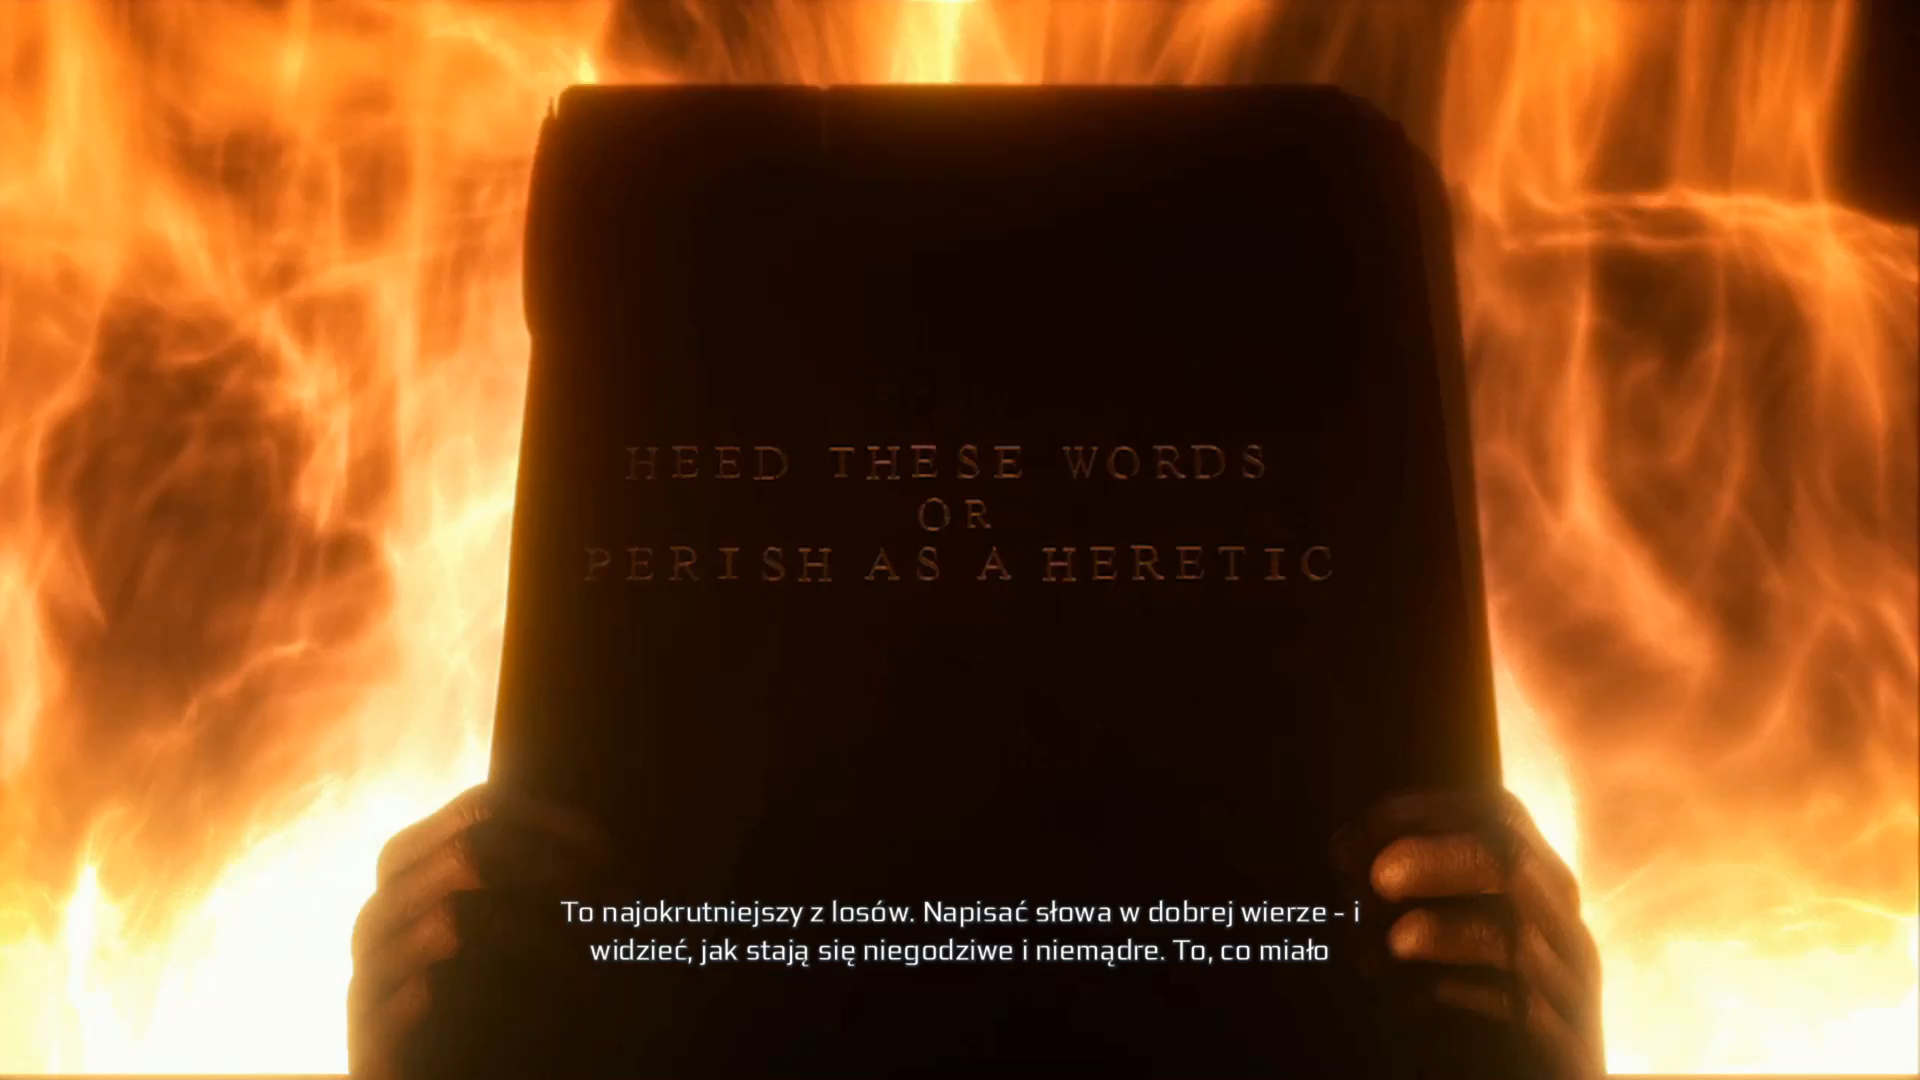 HEED THESE WORDS
OR
PERISH AS A HERETIC
To najokrutniejszy z losów. Napisać słowa w dobrej wierze - i
widzieć, jak stają się niegodziwe i niemądre. To, co miało